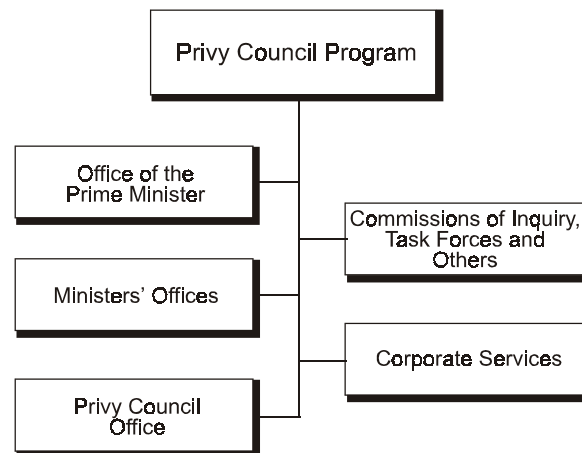 Privy Council Program
Office of the
Prime Minister
Commissions of Inquiry,
Task Forces and
Others
Ministers' Offices
Corporate Services
Privy Council
Office